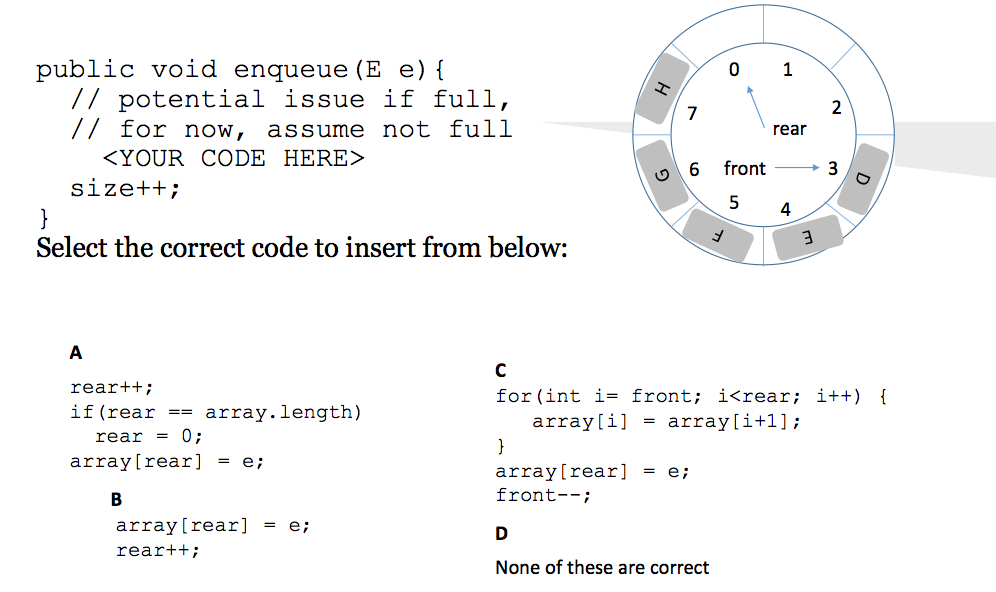 public void enqueue(E e){
// potential issue if full,
// for now, assume not full
<YOUR CODE HERE>
size++;
}
Select the correct code to insert from below:
0
1
2
3
4
5
6
7
rear
front
D
E
F
G
H
A
rear++;
if(rear == array.length)
rear = 0;
array[rear] = e;
B
array[rear] = e;
rear++;
C
for(int i= front; i<rear; i++) {
array[i] = array[i+1];
}
array[rear] = e;
front--;
D
None of these are correct